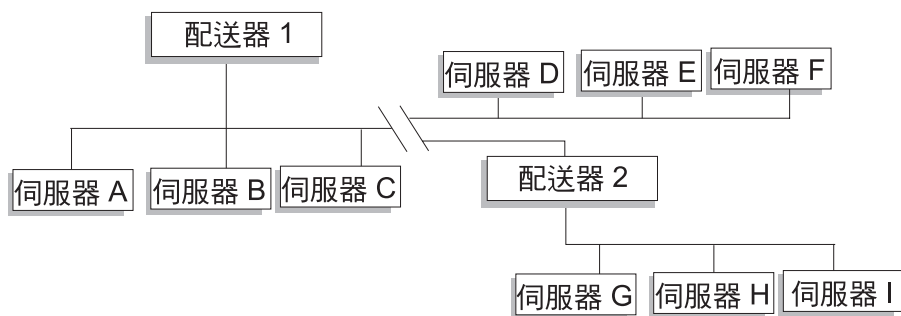 配送器 1
伺服器 D
伺服器 E
伺服器 F
伺服器 A
伺服器 B
伺服器 C
配送器 2
伺服器 G
伺服器 H
伺服器 I